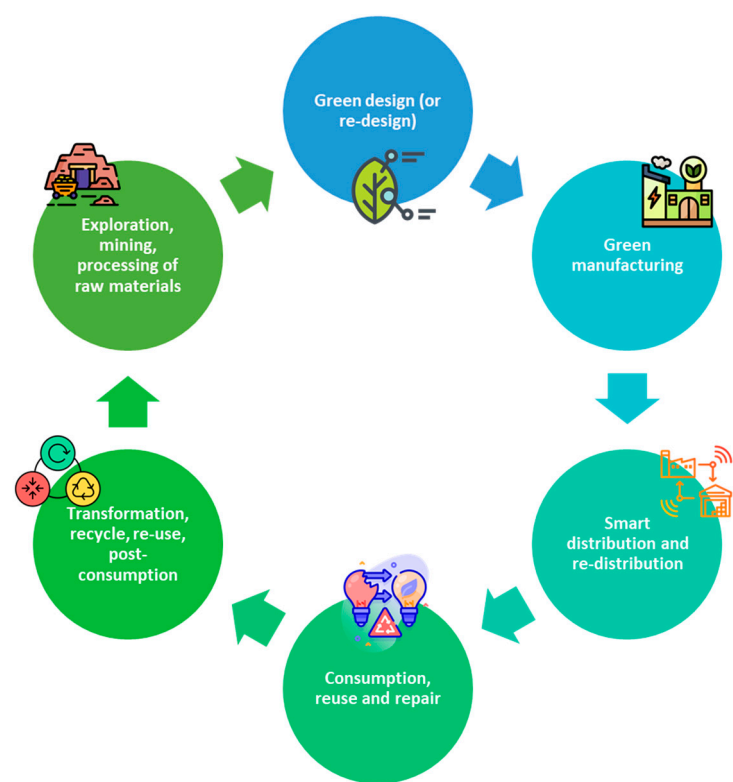 Green design (or
re-design)
Green
manufacturing
Smart
distribution and
re-distribution
Consumption,
reuse and repair
Transformation,
recycle, re-use,
post-
consumption
Exploration,
mining,
processing of
raw materials